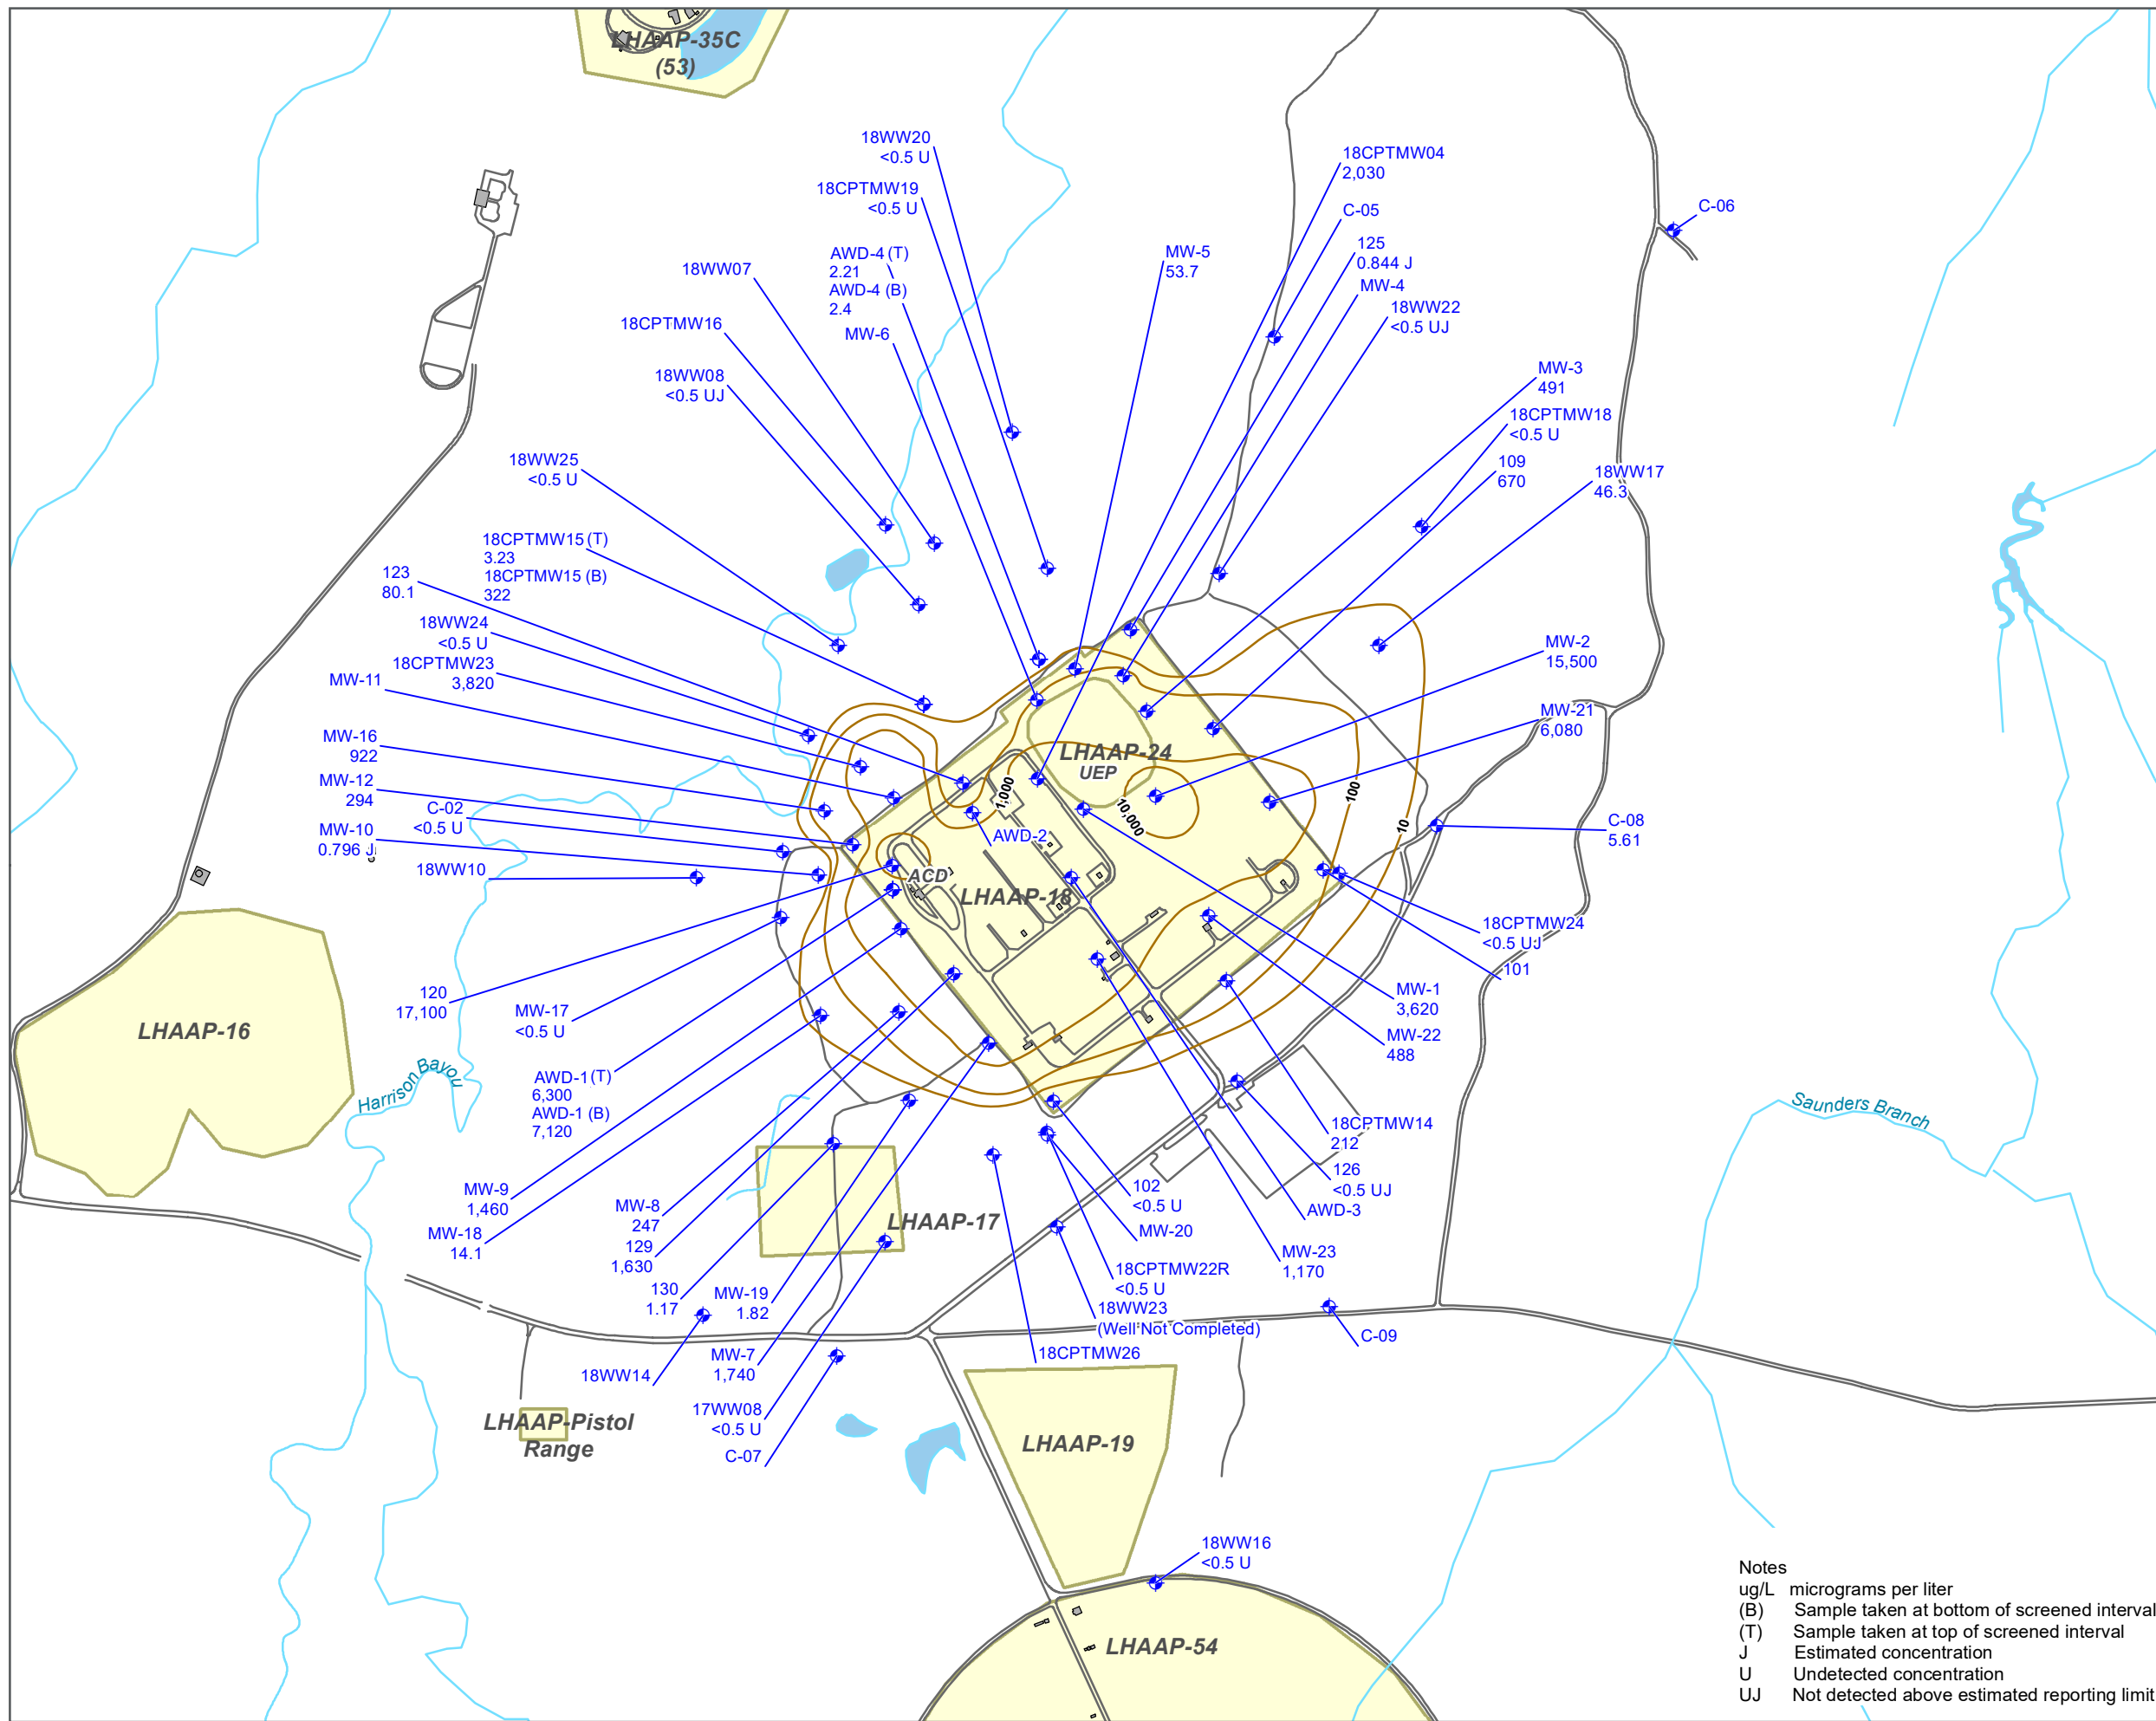 LHAAP-35C
(53)
18WW20
<0.5 U
18CPTMW19
<0.5 U
AWD-4 (T)
2.21
AWD-4 (B)
2.4
MW-6
18WW07
18CPTMW16
18WW08
<0.5 UJ
18WW25
<0.5 U
18CPTMW15 (T)
3.23
18CPTMW15 (B)
322
123
80.1
18WW24
<0.5 U
18CPTMW23
3,820
MW-11
MW-16
922
MW-12
294
C-02
<0.5 U
MW-10
0.796 J
18WW10
MW-5
53.7
18CPTMW04
2,030
C-05
125
0.844 J
MW-4
18WW22
<0.5 UJ
C-06
MW-3
491
18CPTMW18
<0.5 U
109
670
18WW17
46.3
MW-2
15,500
MW-21
6,080
C-08
5.61
LHAAP-24
UEP
1,000
10,000
100
10
AWD-2
ACD
LHAAP-18
18CPTMW24
<0.5 UJ
101
MW-1
3,620
MW-22
488
LHAAP-16
Harrison Bayou
120
17,100
MW-17
<0.5 U
AWD-1 (T)
6,300
AWD-1 (B)
7,120
MW-9
1,460
MW-18
14.1
MW-8
247
129
1,630
130
1.17
MW-19
1.82
MW-7
1,740
18WW14
17WW08
<0.5 U
C-07
LHAAP-17
18CPTMW14
212
126
<0.5 UJ
AWD-3
102
<0.5 U
MW-20
MW-23
1,170
18CPTMW22R
<0.5 U
18WW23
(Well Not Completed)
18CPTMW26
C-09
Saunders Branch
LHAAP-Pistol
Range
LHAAP-19
18WW16
<0.5 U
LHAAP-54
Notes
ug/L micrograms per liter
(B) Sample taken at bottom of screened interval
(T) Sample taken at top of screened interval
J Estimated concentration
U Undetected concentration
UJ Not detected above estimated reporting limit